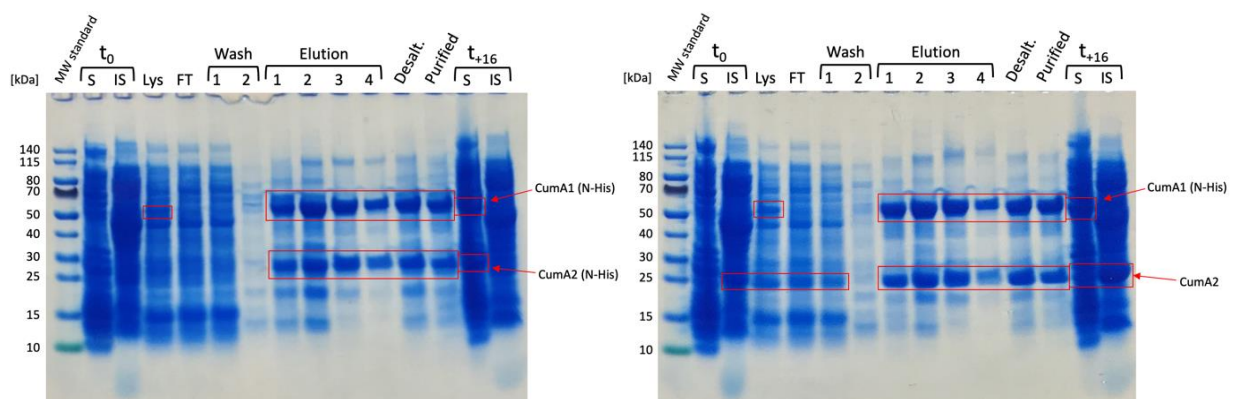 MW standard
t0
Wash
Elution
Desalt.
Purified
t+16
[kDa]
S IS Lys FT 1 2 1 2 3 4 S IS
140
115
80
70
50
40
30
25
15
10
CumA1 (N-His)
CumA2 (N-His)
MW standard
t0
Wash
Elution
Desalt.
Purified
t+16
[kDa]
S IS Lys FT 1 2 1 2 3 4 S IS
140
115
80
70
50
40
30
25
15
10
CumA1 (N-His)
CumA2